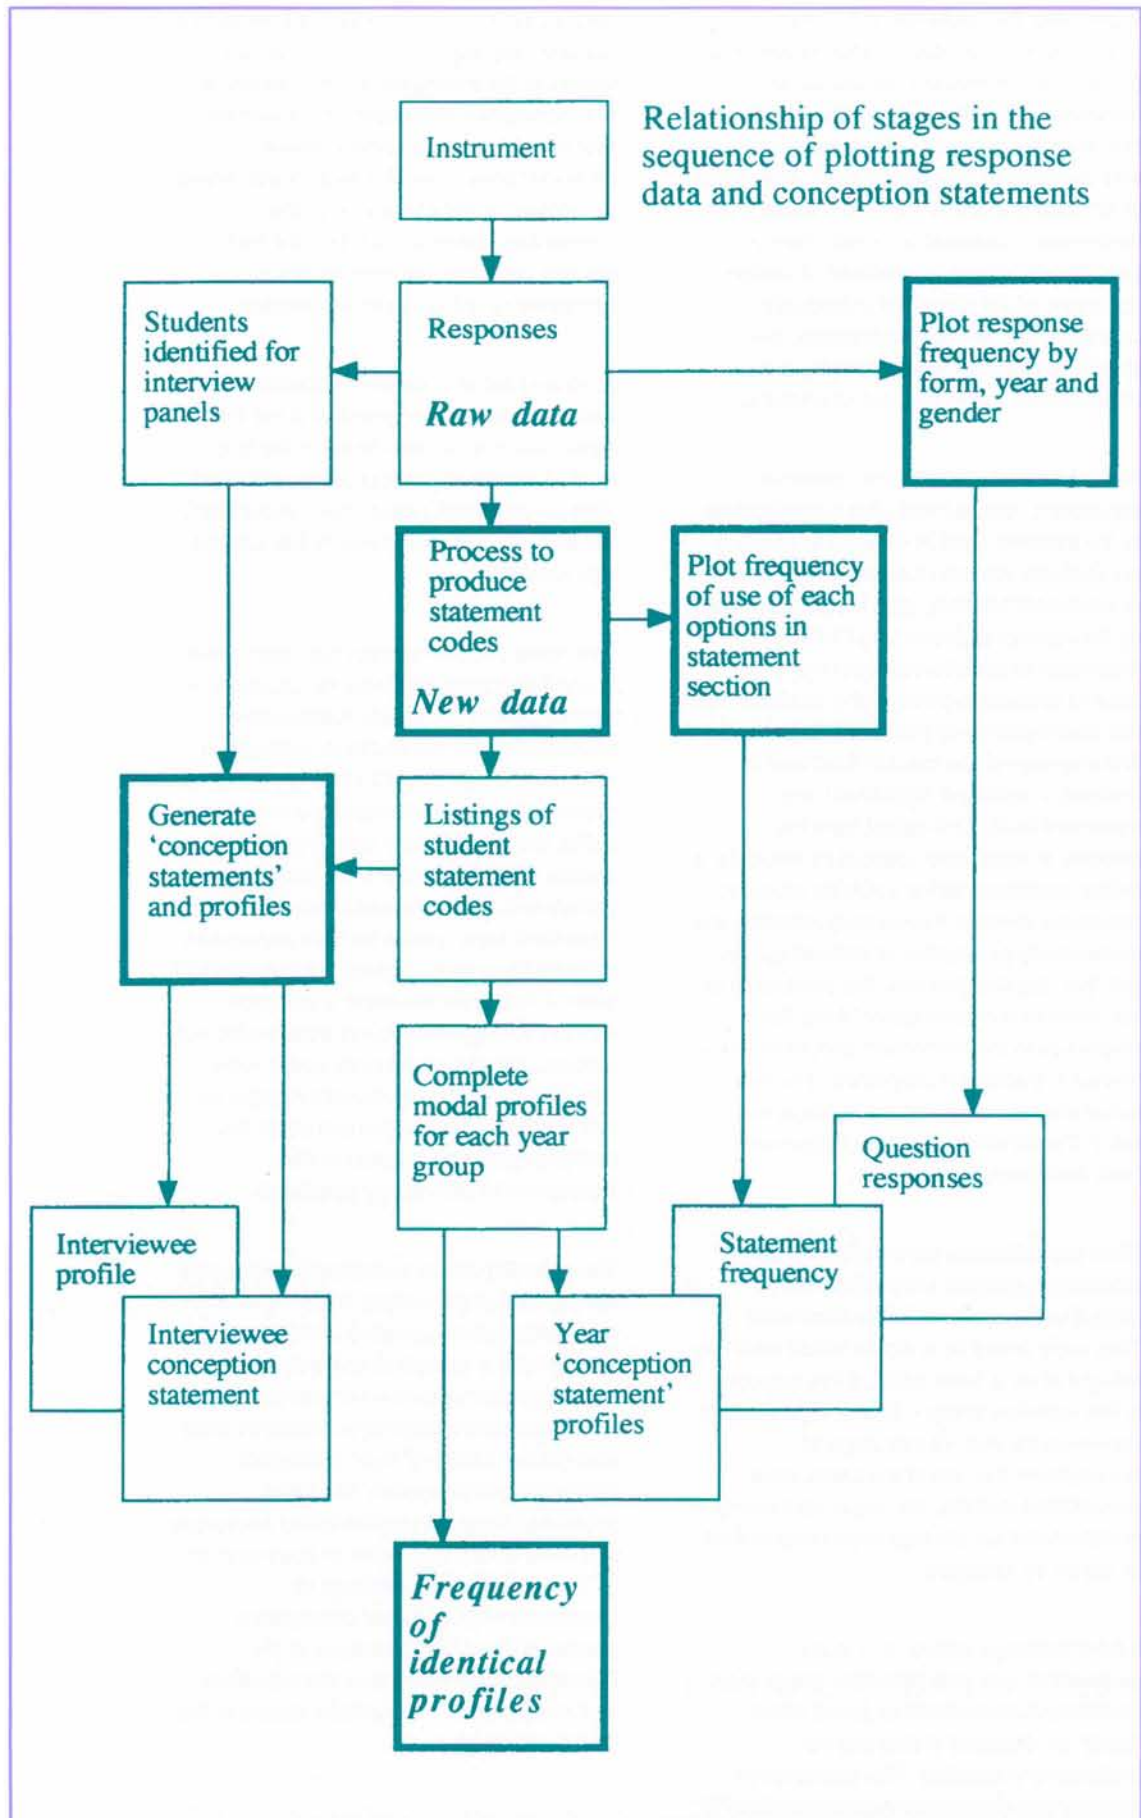 Instrument
Relationship of stages in the
sequence of plotting response
data and conception statements
Students
identified for
interview
panels
Responses
Raw data
Plot response
frequency by
form, year and
gender
Process to
produce
statement
codes
New data
Plot frequency
of use of each
options in
statement
section
Generate
‘conception
statements’
and profiles
Listings of
student
statement
codes
Complete
modal profiles
for each year
group
Question
responses
Interviewee
profile
Statement
frequency
Interviewee
conception
statement
Year
‘conception
statement’
profiles
Frequency
of
identical
profiles